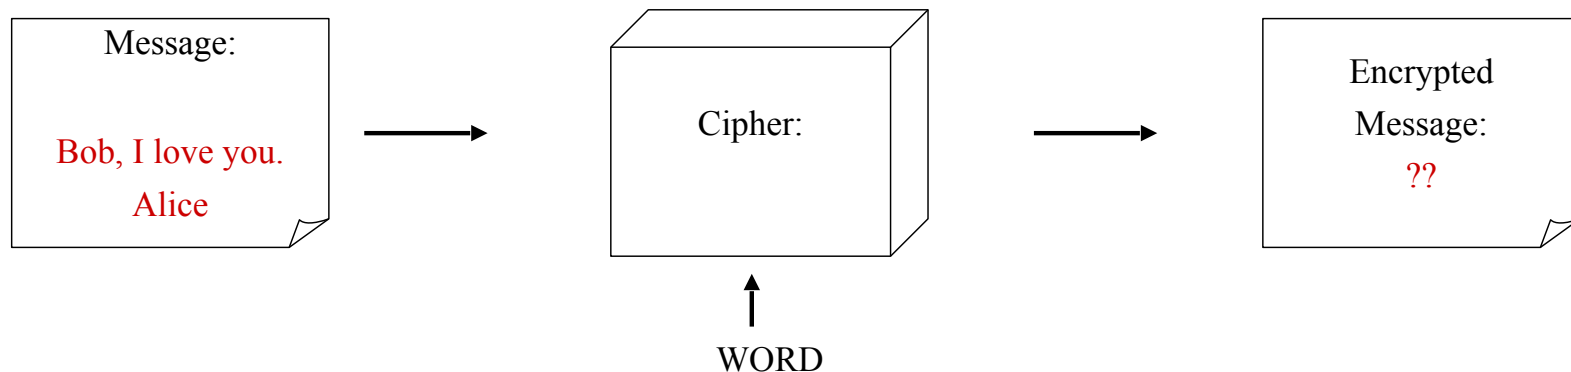 Message:
Bob, I love you.
Alice
Cipher:
WORD
Encrypted
Message:
??